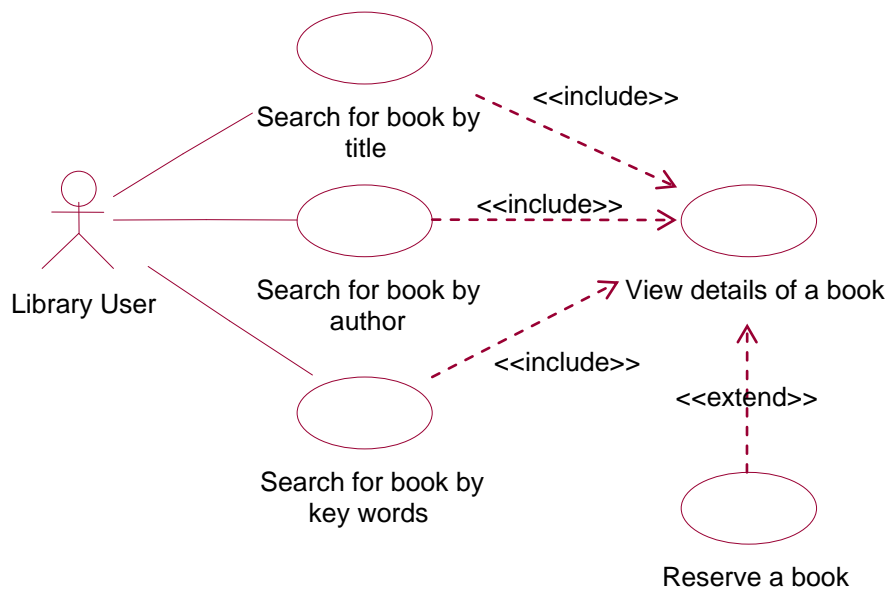 <<include>>
Search for book by
title
<<include>>
Library User
Search for book by
author
View details of a book
<<include>>
<<extend>>
Search for book by
key words
Reserve a book